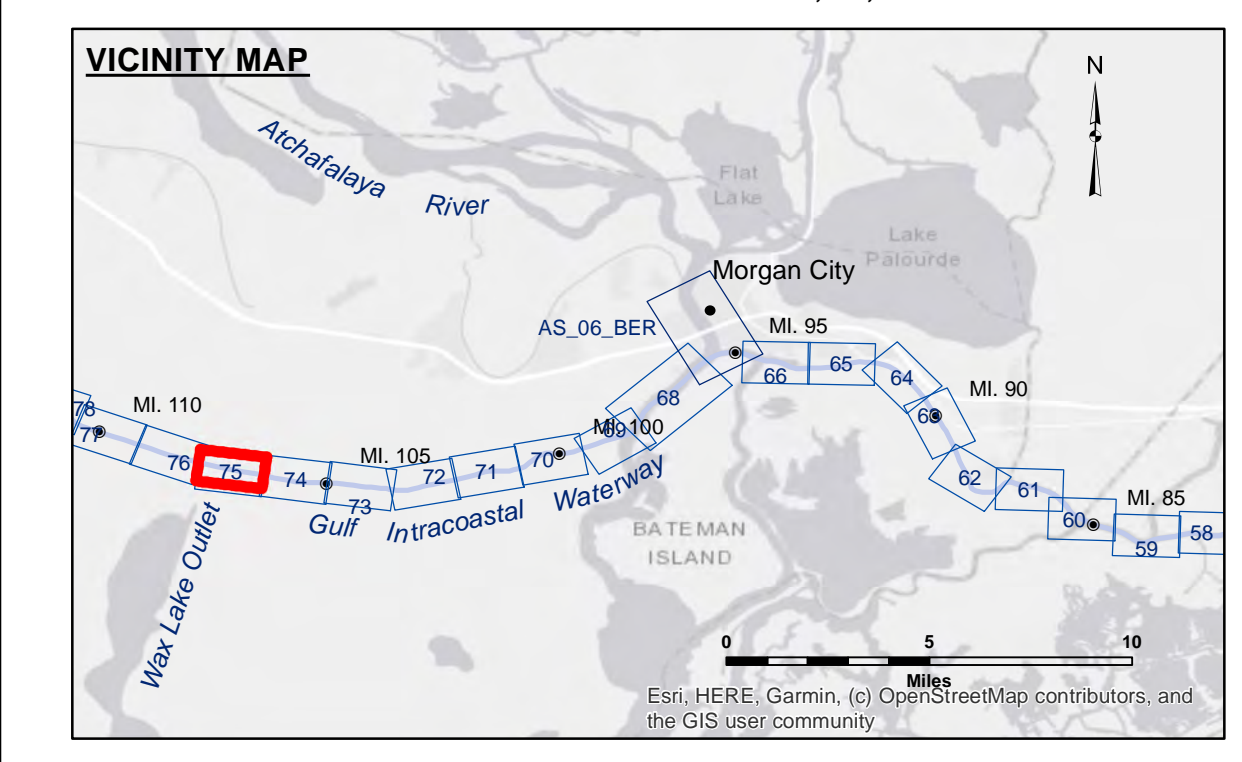 VICINITY MAP
N
Atchafalaya
River
Flat
Lake
Lake
Palourde
Morgan City
AS_06_BER
MI. 95
66
65
64
MI. 90
63
68
MI. 100
69
78
MI. 110
77
76
75
74
MI. 105
73
72
71
70
62
61
60
MI. 85
59
58
Gulf Intracoastal Waterway
Wax Lake Outlet
BATEMAN
ISLAND
0 5 10
Miles
Esri, HERE, Garmin, (c) OpenStreetMap contributors, and
the GIS user community